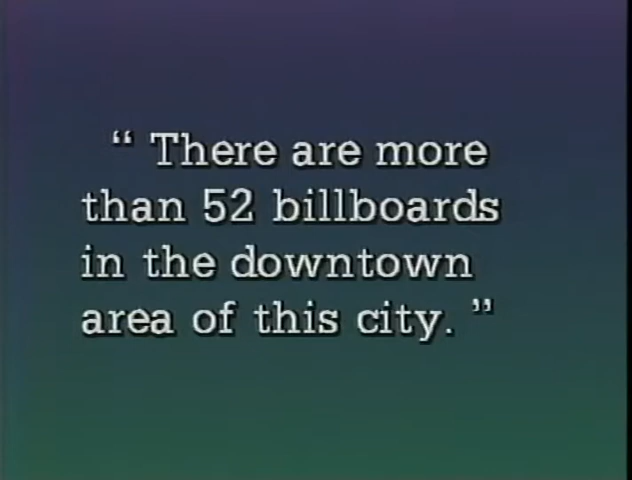 “ There are more
than 52 billboards
in the downtown
area of this city. ”